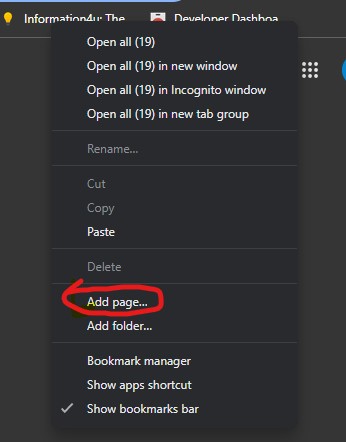 Information4u: The
Developer Dashboa
Open all (19)
Open all (19) in new window
Open all (19) in Incognito window
Open all (19) in new tab group
Rename...
Cut
Copy
Paste
Delete
Add page...
Add folder...
Bookmark manager
Show apps shortcut
Show bookmarks bar